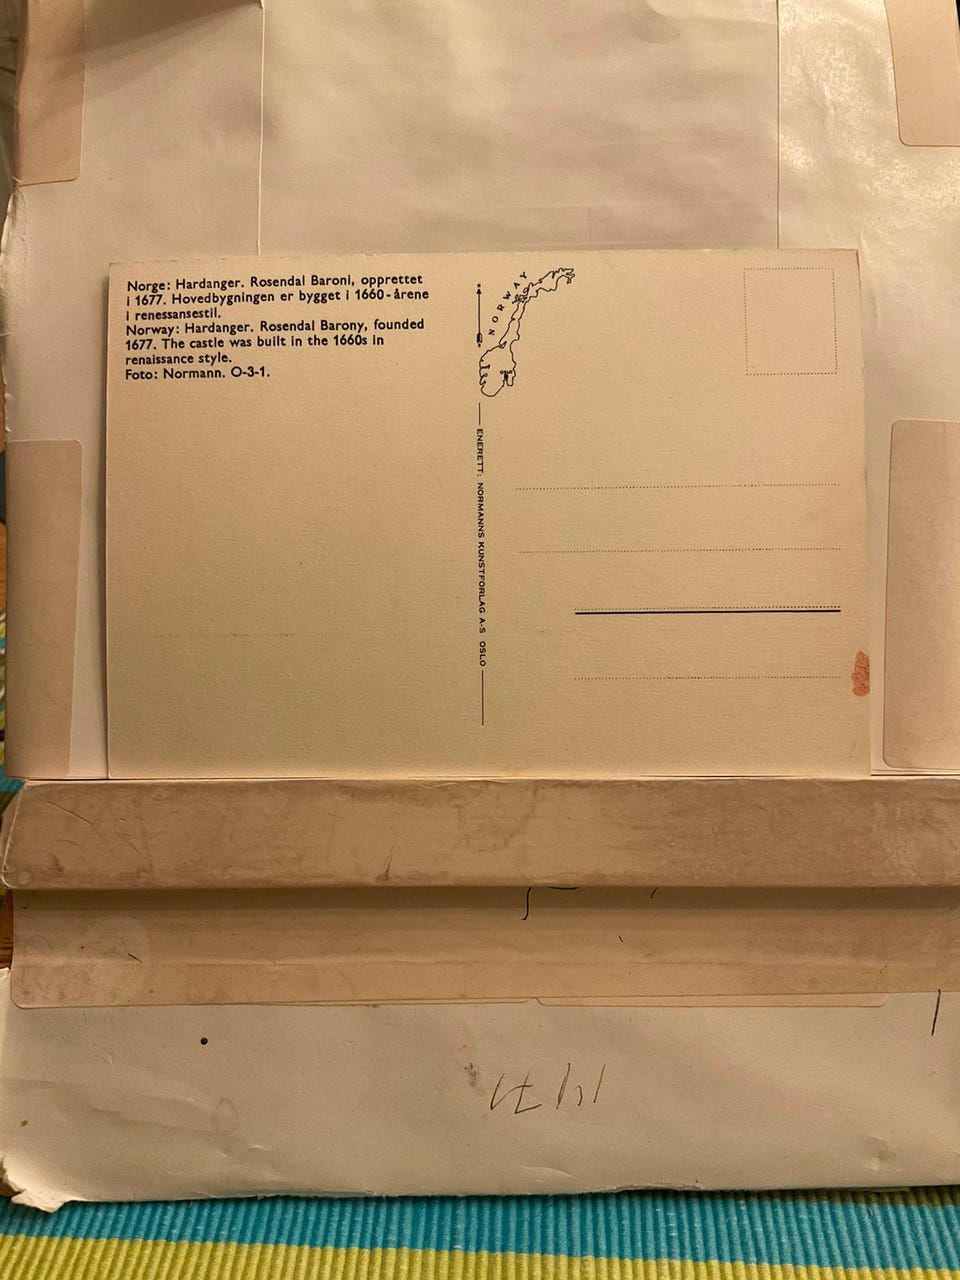 Norge: Hardanger. Rosendal Baroni, opprettet
i 1677. Hovedbygningen er bygget i 1660-årene
i renessansestil.
Norway: Hardanger. Rosendal Barony, founded
1677. The castle was built in the 1660s in
renaissance style.
Foto: Normann. O-3-1.
NORWAY
ENERETT: NORMANNS KUNSTFORLAG A-S OSLO